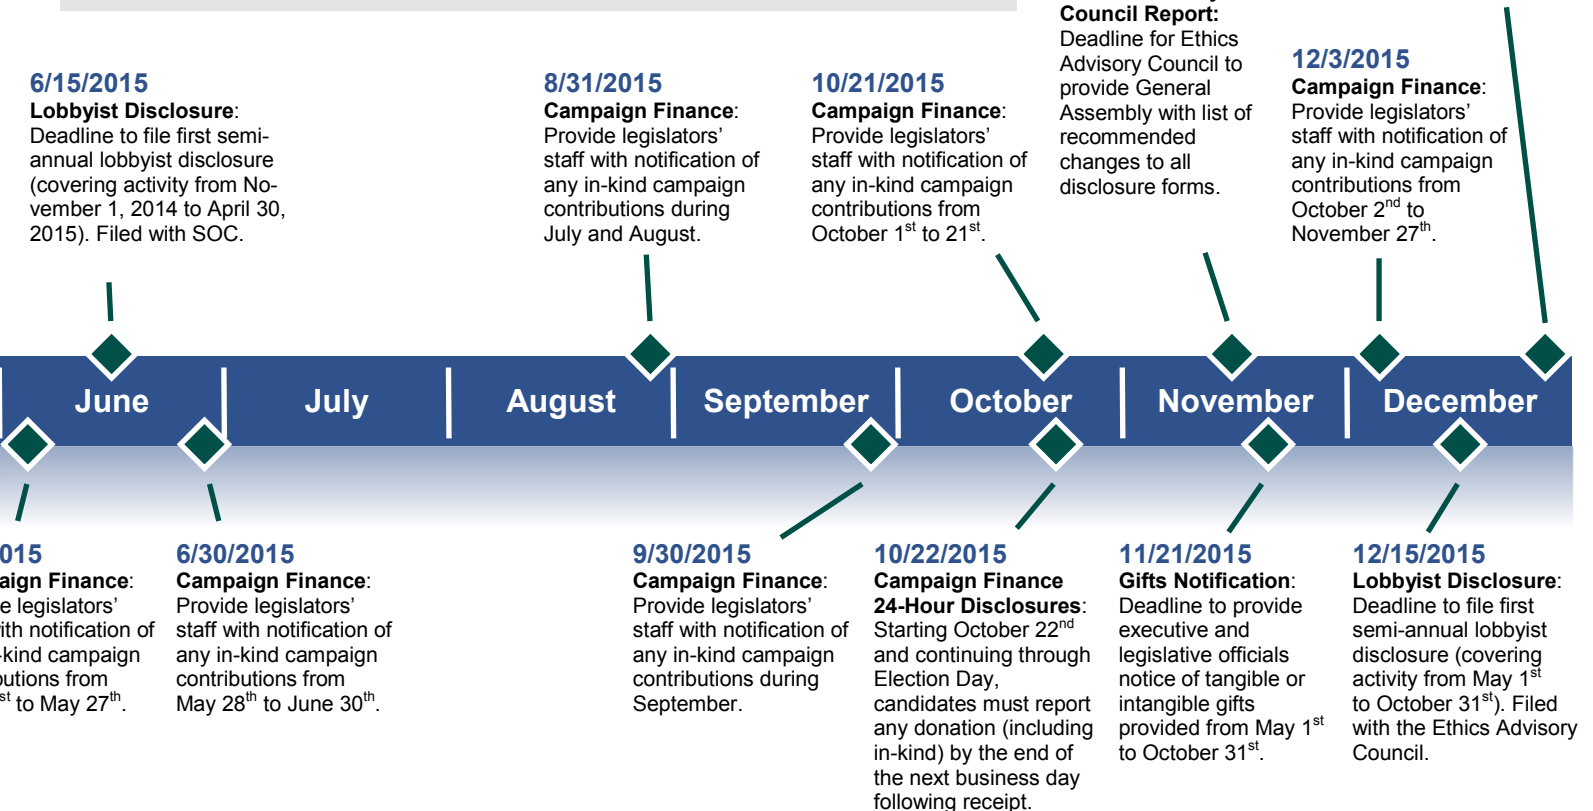 Council Report:
Deadline for Ethics
Advisory Council to
provide General
Assembly with list of
recommended
changes to all
disclosure forms.
6/15/2015
Lobbyist Disclosure:
Deadline to file first semi-
annual lobbyist disclosure
(covering activity from No-
vember 1, 2014 to April 30,
2015). Filed with SOC.
8/31/2015
Campaign Finance:
Provide legislators’
staff with notification of
any in-kind campaign
contributions during
July and August.
10/21/2015
Campaign Finance:
Provide legislators’
staff with notification of
any in-kind campaign
contributions from
October 1st to 21st.
12/3/2015
Campaign Finance:
Provide legislators’
staff with notification of
any in-kind campaign
contributions from
October 2nd to
November 27th.
June
July
August
September
October
November
December
015
aign Finance:
e legislators’
ith notification of
-kind campaign
butions from
st to May 27th.
6/30/2015
Campaign Finance:
Provide legislators’
staff with notification of
any in-kind campaign
contributions from
May 28th to June 30th.
9/30/2015
Campaign Finance:
Provide legislators’
staff with notification of
any in-kind campaign
contributions during
September.
10/22/2015
Campaign Finance
24-Hour Disclosures:
Starting October 22nd
and continuing through
Election Day,
candidates must report
any donation (including
in-kind) by the end of
the next business day
following receipt.
11/21/2015
Gifts Notification:
Deadline to provide
executive and
legislative officials
notice of tangible or
intangible gifts
provided from May 1st
to October 31st.
12/15/2015
Lobbyist Disclosure:
Deadline to file first
semi-annual lobbyist
disclosure (covering
activity from May 1st
to October 31st). Filed
with the Ethics Advisory
Council.